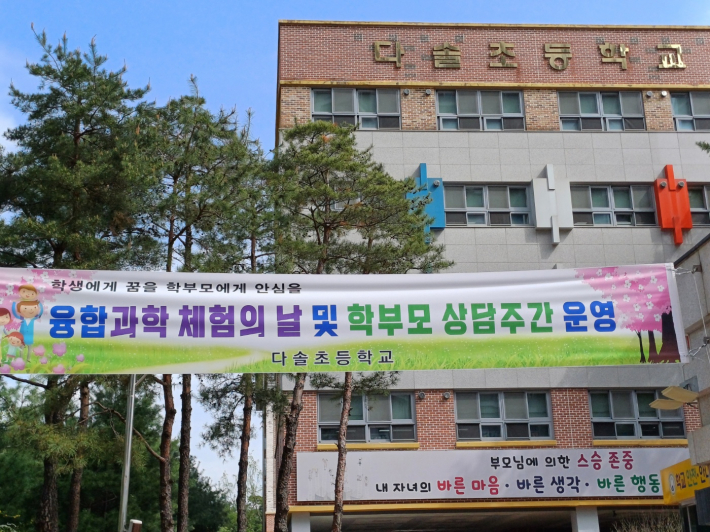 다솔초등학교
학생에게 꿈을 학부모에게 안심을
융합과학 체험의 날 및 학부모 상담주간 운영
다솔초등학교
부모님에 의한 스승 존중
내 자녀의 바른 마음·바른 생각·바른 행동